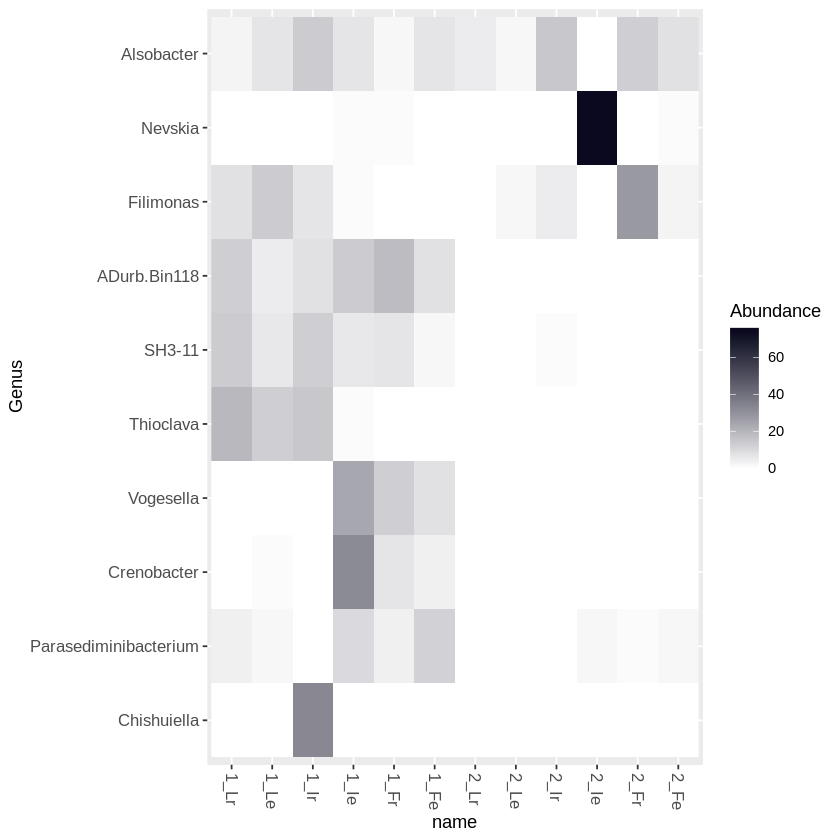 Alsobacter
Nevskia
Filimonas
ADurb.Bin118
SH3-11
Thioclava
Vogesella
Crenobacter
Parasediminibacterium
Chishuiella
Genus
1_Lr
1_Le
1_Ir
1_Ie
1_Fr
1_Fe
2_Lr
2_Le
2_Ir
2_Ie
2_Fr
2_Fe
name
Abundance
60
40
20
0